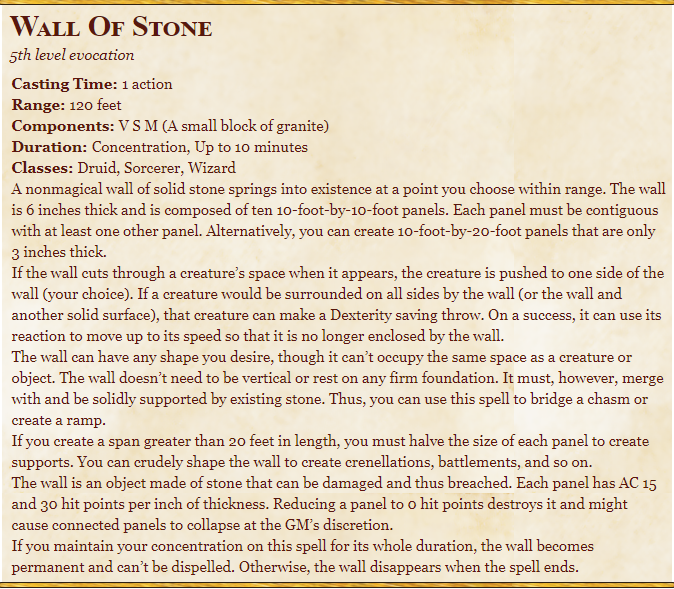 Wall Of Stone
5th level evocation
Casting Time: 1 action
Range: 120 feet
Components: V S M (A small block of granite)
Duration: Concentration, Up to 10 minutes
Classes: Druid, Sorcerer, Wizard
A nonmagical wall of solid stone springs into existence at a point you choose within range. The wall
is 6 inches thick and is composed of ten 10-foot-by-10-foot panels. Each panel must be contiguous
with at least one other panel. Alternatively, you can create 10-foot-by-20-foot panels that are only
3 inches thick.
If the wall cuts through a creature’s space when it appears, the creature is pushed to one side of the
wall (your choice). If a creature would be surrounded on all sides by the wall (or the wall and
another solid surface), that creature can make a Dexterity saving throw. On a success, it can use its
reaction to move up to its speed so that it is no longer enclosed by the wall.
The wall can have any shape you desire, though it can’t occupy the same space as a creature or
object. The wall doesn’t need to be vertical or rest on any firm foundation. It must, however, merge
with and be solidly supported by existing stone. Thus, you can use this spell to bridge a chasm or
create a ramp.
If you create a span greater than 20 feet in length, you must halve the size of each panel to create
supports. You can crudely shape the wall to create crenellations, battlements, and so on.
The wall is an object made of stone that can be damaged and thus breached. Each panel has AC 15
and 30 hit points per inch of thickness. Reducing a panel to 0 hit points destroys it and might
cause connected panels to collapse at the GM’s discretion.
If you maintain your concentration on this spell for its whole duration, the wall becomes
permanent and can’t be dispelled. Otherwise, the wall disappears when the spell ends.